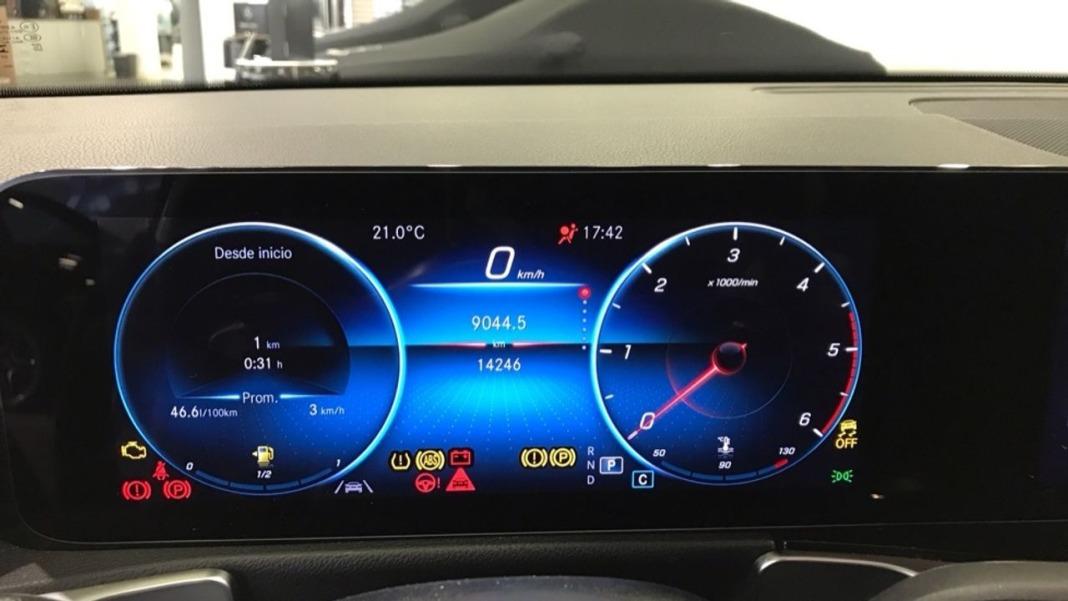 Desde inicio
1 km
0:31 h
Prom.
46.6 l/100km
3 km/h
0
1/2
1
21.0°C
17:42
0 km/h
9044.5
km
14246
ABS
R
N
D
P
C
0
1
2
3
4
5
6
x1000/min
50
90
130
OFF